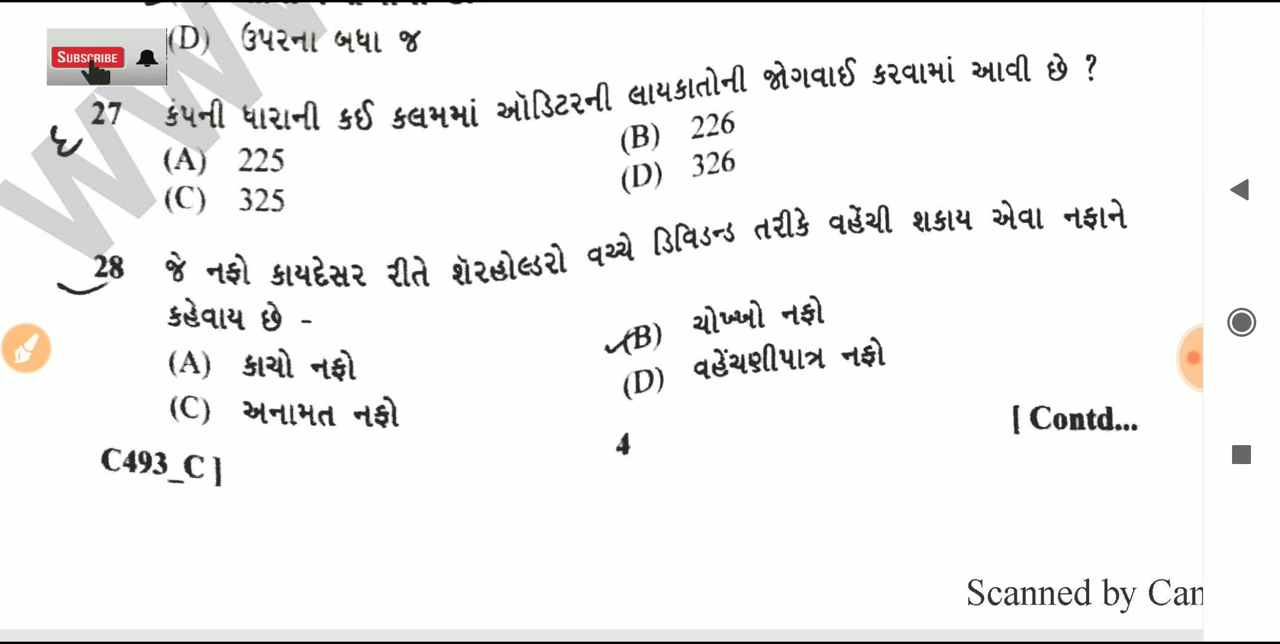 (D) ઉપરના બધા જ
SUBSCRIBE
27 કંપની ધારાની કઈ કલમમાં ઑડિટરની લાયકાતોની જોગવાઈ કરવામાં આવી છે ?
(A) 225 (B) 226
(C) 325 (D) 326
28 જે નફો કાયદેસર રીતે શૅરહોલ્ડરો વચ્ચે ડિવિડન્ડ તરીકે વહેંચી શકાય એવા નફાને
કહેવાય છે -
(A) કાચો નફો (B) ચોખ્ખો નફો
(C) અનામત નફો (D) વહેંચણીપાત્ર નફો
C493_C ] 4 [ Contd...
Scanned by Can